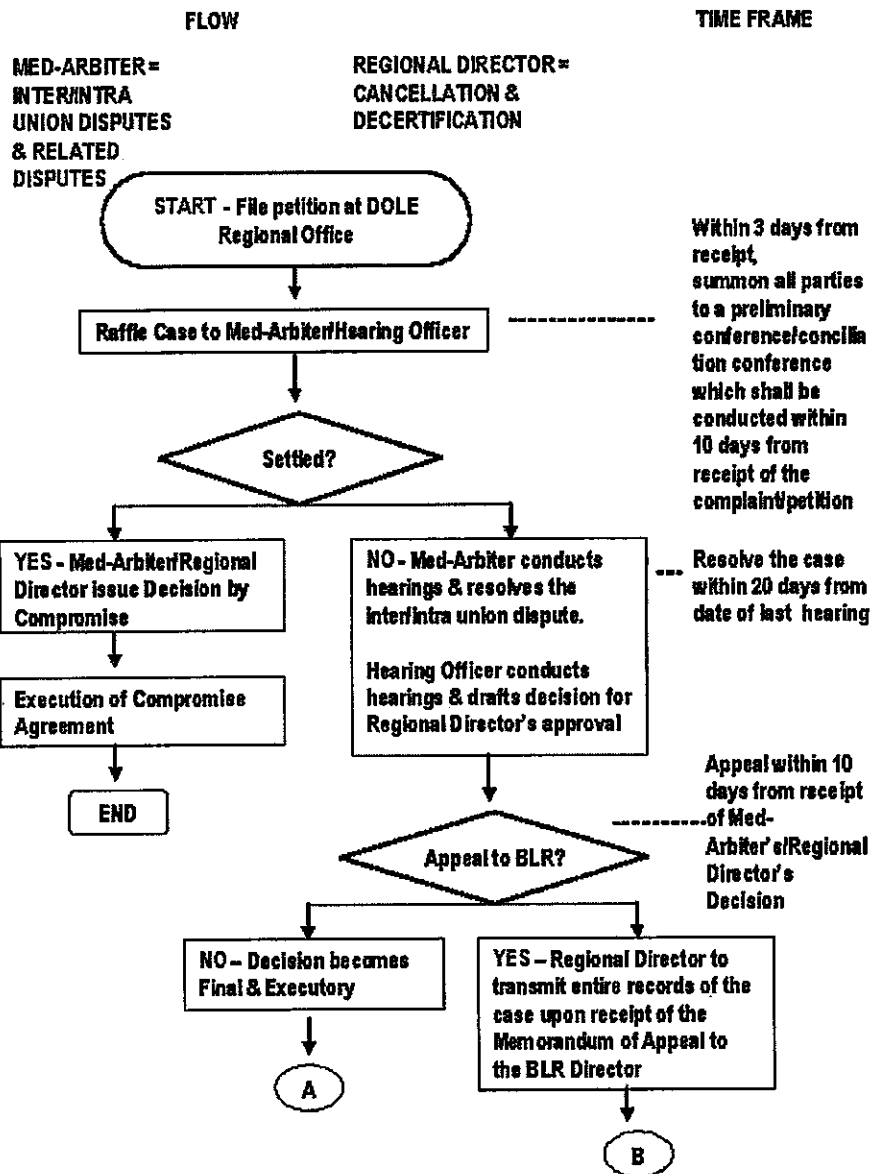 FLOW
TIME FRAME
MED-ARBITER =
INTER/INTRA
UNION DISPUTES
& RELATED
DISPUTES
REGIONAL DIRECTOR =
CANCELLATION &
DECERTIFICATION
START - File petition at DOLE
Regional Office
Raffle Case to Med-Arbiter/Hearing Officer
Within 3 days from
receipt,
summon all parties
to a preliminary
conference/concilia
tion conference
which shall be
conducted within
10 days from
receipt of the
complaint/petition
Settled?
YES - Med-Arbiter/Regional
Director issue Decision by
Compromise
NO - Med-Arbiter conducts
hearings & resolves the
inter/intra union dispute.
Hearing Officer conducts
hearings & drafts decision for
Regional Director's approval
Resolve the case
within 20 days from
date of last hearing
Execution of Compromise
Agreement
END
Appeal to BLR?
Appeal within 10
days from receipt
of Med-
Arbiter's/Regional
Director's
Decision
NO – Decision becomes
Final & Executory
YES – Regional Director to
transmit entire records of the
case upon receipt of the
Memorandum of Appeal to
the BLR Director
A
B